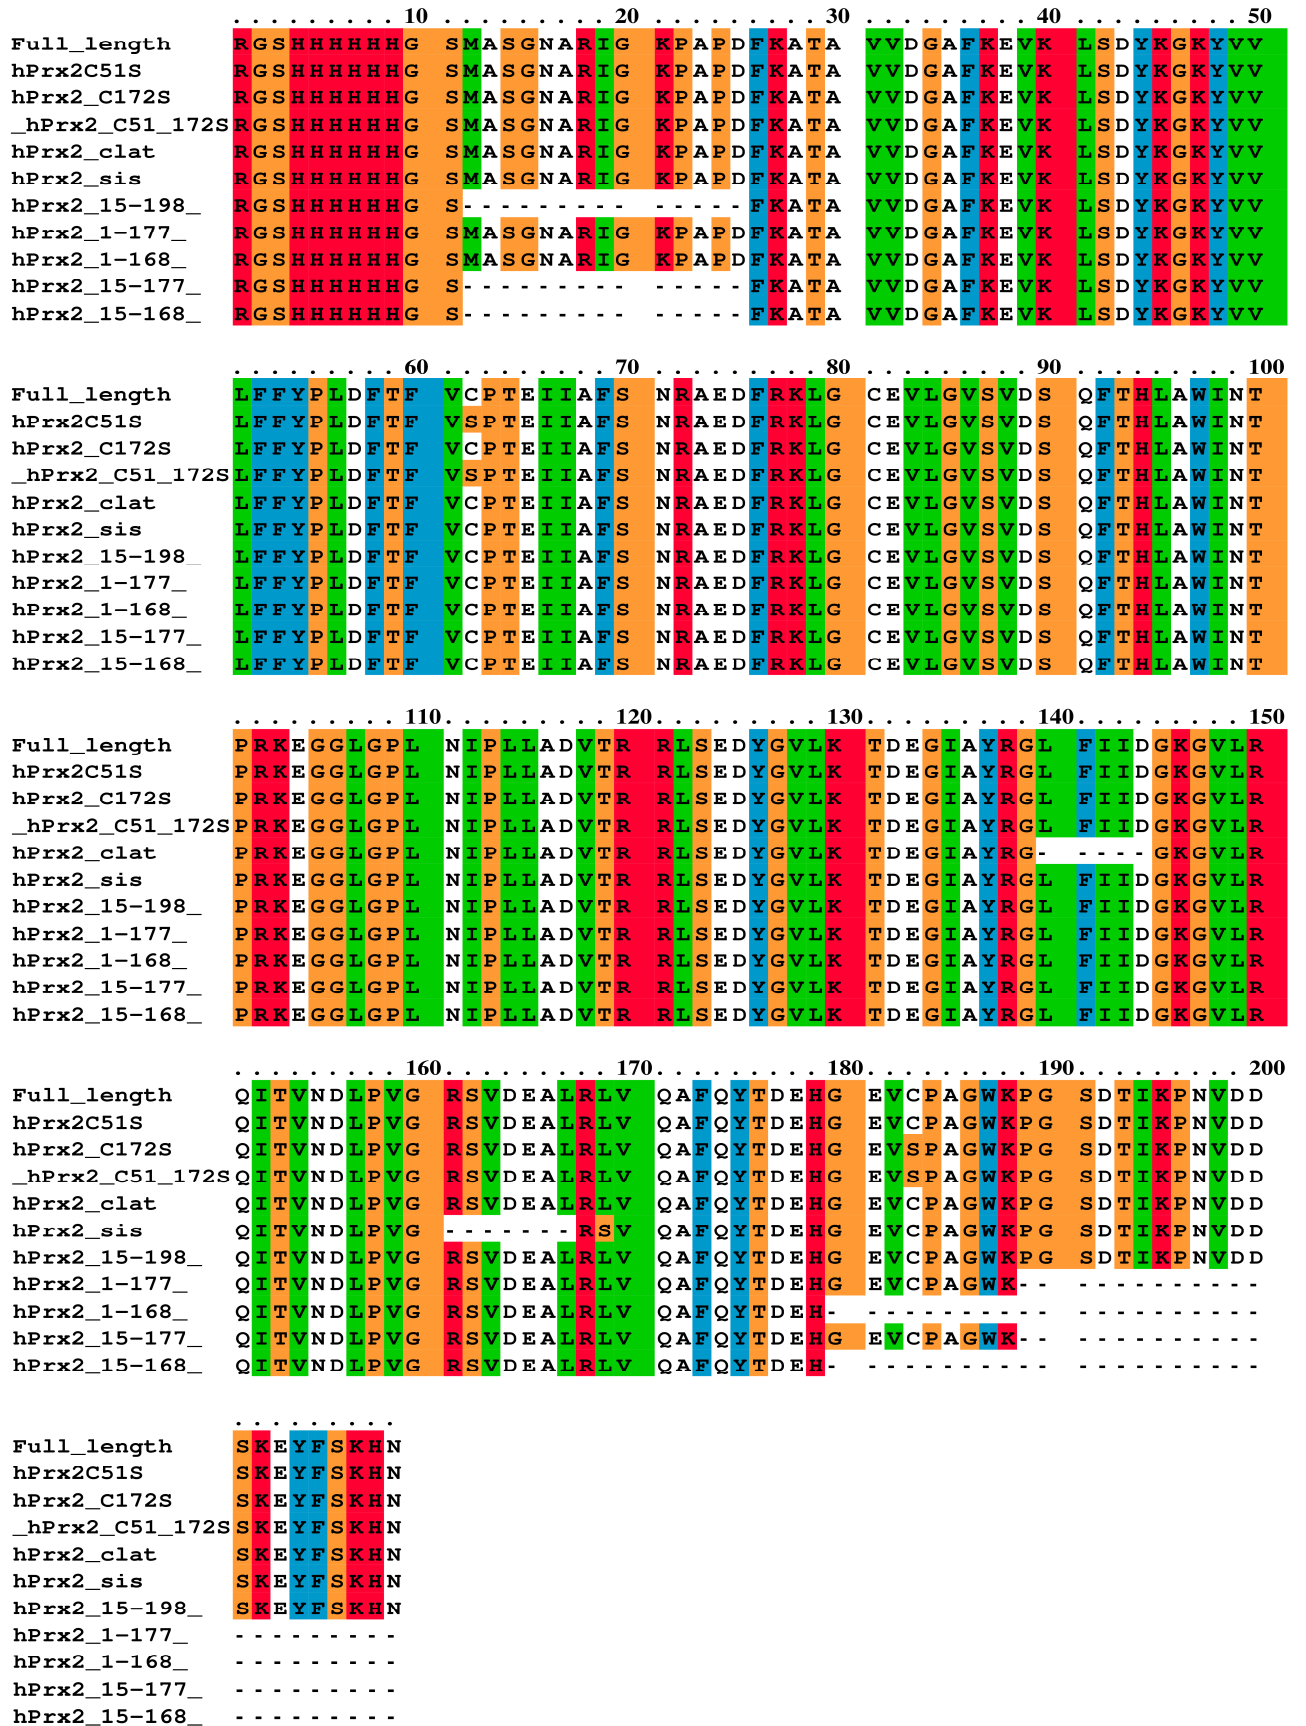 . . . . . . . . . 10 . . . . . . . . . 20 . . . . . . . . . 30 . . . . . . . . . 40 . . . . . . . . . 50
Full_length RGSHHHHHHG SMASGNARIG KPAPDFKATA VVDGAFKEVK LSDYKGKYVV
hPrx2C51S RGSHHHHHHG SMASGNARIG KPAPDFKATA VVDGAFKEVK LSDYKGKYVV
hPrx2_C172S RGSHHHHHHG SMASGNARIG KPAPDFKATA VVDGAFKEVK LSDYKGKYVV
_hPrx2_C51_172S RGSHHHHHHG SMASGNARIG KPAPDFKATA VVDGAFKEVK LSDYKGKYVV
hPrx2_clat RGSHHHHHHG SMASGNARIG KPAPDFKATA VVDGAFKEVK LSDYKGKYVV
hPrx2_sis RGSHHHHHHG SMASGNARIG KPAPDFKATA VVDGAFKEVK LSDYKGKYVV
hPrx2_15-198_ RGSHHHHHHG S--------- -----FKATA VVDGAFKEVK LSDYKGKYVV
hPrx2_1-177_ RGSHHHHHHG SMASGNARIG KPAPDFKATA VVDGAFKEVK LSDYKGKYVV
hPrx2_1-168_ RGSHHHHHHG SMASGNARIG KPAPDFKATA VVDGAFKEVK LSDYKGKYVV
hPrx2_15-177_ RGSHHHHHHG S--------- -----FKATA VVDGAFKEVK LSDYKGKYVV
hPrx2_15-168_ RGSHHHHHHG S--------- -----FKATA VVDGAFKEVK LSDYKGKYVV
. . . . . . . . . 60 . . . . . . . . . 70 . . . . . . . . . 80 . . . . . . . . . 90 . . . . . . . . . 100
Full_length LFFYPLDFTF VCPTEIIAFS NRAEDFRKLG CEVLGVSVDS QFTHLAWINT
hPrx2C51S LFFYPLDFTF VSPTEIIAFS NRAEDFRKLG CEVLGVSVDS QFTHLAWINT
hPrx2_C172S LFFYPLDFTF VCPTEIIAFS NRAEDFRKLG CEVLGVSVDS QFTHLAWINT
_hPrx2_C51_172S LFFYPLDFTF VSPTEIIAFS NRAEDFRKLG CEVLGVSVDS QFTHLAWINT
hPrx2_clat LFFYPLDFTF VCPTEIIAFS NRAEDFRKLG CEVLGVSVDS QFTHLAWINT
hPrx2_sis LFFYPLDFTF VCPTEIIAFS NRAEDFRKLG CEVLGVSVDS QFTHLAWINT
hPrx2_15-198_ LFFYPLDFTF VCPTEIIAFS NRAEDFRKLG CEVLGVSVDS QFTHLAWINT
hPrx2_1-177_ LFFYPLDFTF VCPTEIIAFS NRAEDFRKLG CEVLGVSVDS QFTHLAWINT
hPrx2_1-168_ LFFYPLDFTF VCPTEIIAFS NRAEDFRKLG CEVLGVSVDS QFTHLAWINT
hPrx2_15-177_ LFFYPLDFTF VCPTEIIAFS NRAEDFRKLG CEVLGVSVDS QFTHLAWINT
hPrx2_15-168_ LFFYPLDFTF VCPTEIIAFS NRAEDFRKLG CEVLGVSVDS QFTHLAWINT
. . . . . . . . . 110 . . . . . . . . . 120 . . . . . . . . . 130 . . . . . . . . . 140 . . . . . . . . . 150
Full_length PRKEGGLGPL NIPLLADVTR RLSEDYGVLK TDEGIAYRGL FIIDGKGVLR
hPrx2C51S PRKEGGLGPL NIPLLADVTR RLSEDYGVLK TDEGIAYRGL FIIDGKGVLR
hPrx2_C172S PRKEGGLGPL NIPLLADVTR RLSEDYGVLK TDEGIAYRGL FIIDGKGVLR
_hPrx2_C51_172S PRKEGGLGPL NIPLLADVTR RLSEDYGVLK TDEGIAYRGL FIIDGKGVLR
hPrx2_clat PRKEGGLGPL NIPLLADVTR RLSEDYGVLK TDEGIAYRG- ----GKGVLR
hPrx2_sis PRKEGGLGPL NIPLLADVTR RLSEDYGVLK TDEGIAYRGL FIIDGKGVLR
hPrx2_15-198_ PRKEGGLGPL NIPLLADVTR RLSEDYGVLK TDEGIAYRGL FIIDGKGVLR
hPrx2_1-177_ PRKEGGLGPL NIPLLADVTR RLSEDYGVLK TDEGIAYRGL FIIDGKGVLR
hPrx2_1-168_ PRKEGGLGPL NIPLLADVTR RLSEDYGVLK TDEGIAYRGL FIIDGKGVLR
hPrx2_15-177_ PRKEGGLGPL NIPLLADVTR RLSEDYGVLK TDEGIAYRGL FIIDGKGVLR
hPrx2_15-168_ PRKEGGLGPL NIPLLADVTR RLSEDYGVLK TDEGIAYRGL FIIDGKGVLR
. . . . . . . . . 160 . . . . . . . . . 170 . . . . . . . . . 180 . . . . . . . . . 190 . . . . . . . . . 200
Full_length QITVNDLPVG RSVDEALRLV QAFQYTDEHG EVCPAGWKPG SDTIKPNVDD
hPrx2C51S QITVNDLPVG RSVDEALRLV QAFQYTDEHG EVCPAGWKPG SDTIKPNVDD
hPrx2_C172S QITVNDLPVG RSVDEALRLV QAFQYTDEHG EVSPAGWKPG SDTIKPNVDD
_hPrx2_C51_172S QITVNDLPVG RSVDEALRLV QAFQYTDEHG EVSPAGWKPG SDTIKPNVDD
hPrx2_clat QITVNDLPVG RSVDEALRLV QAFQYTDEHG EVCPAGWKPG SDTIKPNVDD
hPrx2_sis QITVNDLPVG -------RSV QAFQYTDEHG EVCPAGWKPG SDTIKPNVDD
hPrx2_15-198_ QITVNDLPVG RSVDEALRLV QAFQYTDEHG EVCPAGWKPG SDTIKPNVDD
hPrx2_1-177_ QITVNDLPVG RSVDEALRLV QAFQYTDEHG EVCPAGWK-- ----------
hPrx2_1-168_ QITVNDLPVG RSVDEALRLV QAFQYTDEH- ---------- ----------
hPrx2_15-177_ QITVNDLPVG RSVDEALRLV QAFQYTDEHG EVCPAGWK-- ----------
hPrx2_15-168_ QITVNDLPVG RSVDEALRLV QAFQYTDEH- ---------- ----------
. . . . . . . . .
Full_length SKEYFSKHN
hPrx2C51S SKEYFSKHN
hPrx2_C172S SKEYFSKHN
_hPrx2_C51_172S SKEYFSKHN
hPrx2_clat SKEYFSKHN
hPrx2_sis SKEYFSKHN
hPrx2_15-198_ SKEYFSKHN
hPrx2_1-177_ ---------
hPrx2_1-168_ ---------
hPrx2_15-177_ ---------
hPrx2_15-168_ ---------